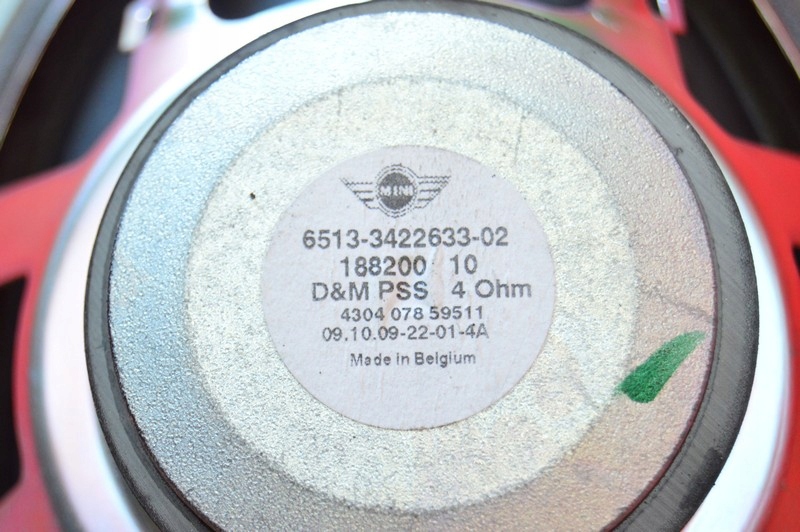 MINI
6513-3422633-02
188200 10
D&M PSS 4 Ohm
4304 078 59511
09.10.09-22-01-4A
Made in Belgium